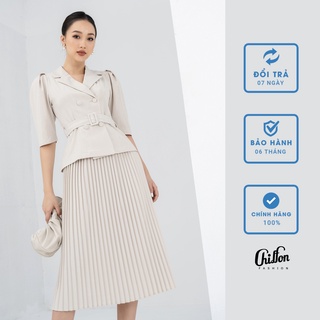 ĐỔI TRẢ
07 NGÀY
BẢO HÀNH
06 THÁNG
CHÍNH HÃNG
100%
Chiffon
FASHION